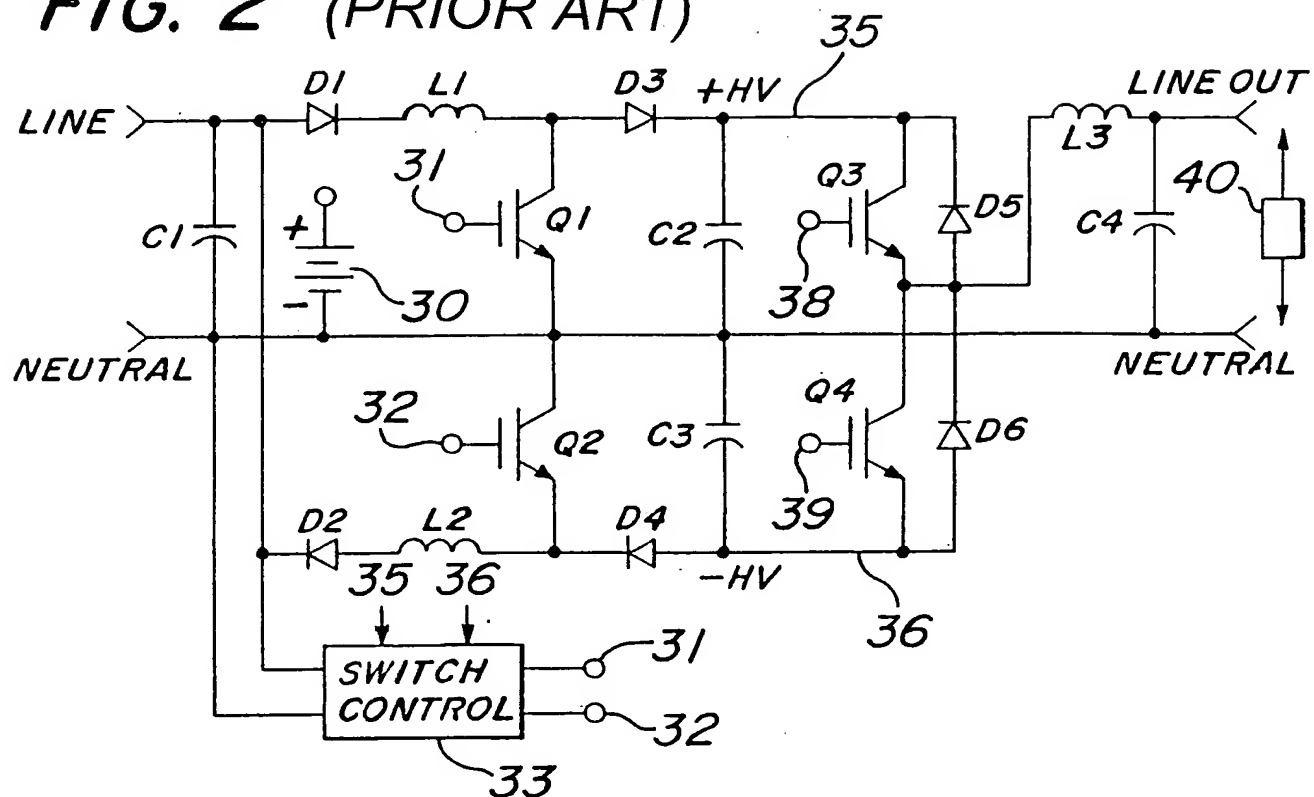 FIG. 2 (PRIOR ART)
35
D1 L1 D3 +HV LINE OUT
LINE
L3
31 Q3 40
Q1 D5
+ C1 C2 C4
- 30 38
NEUTRAL NEUTRAL
32 Q4
Q2 C3 D6
39
D2 L2 D4
35 36 -HV
36
SWITCH 31
CONTROL
32
33